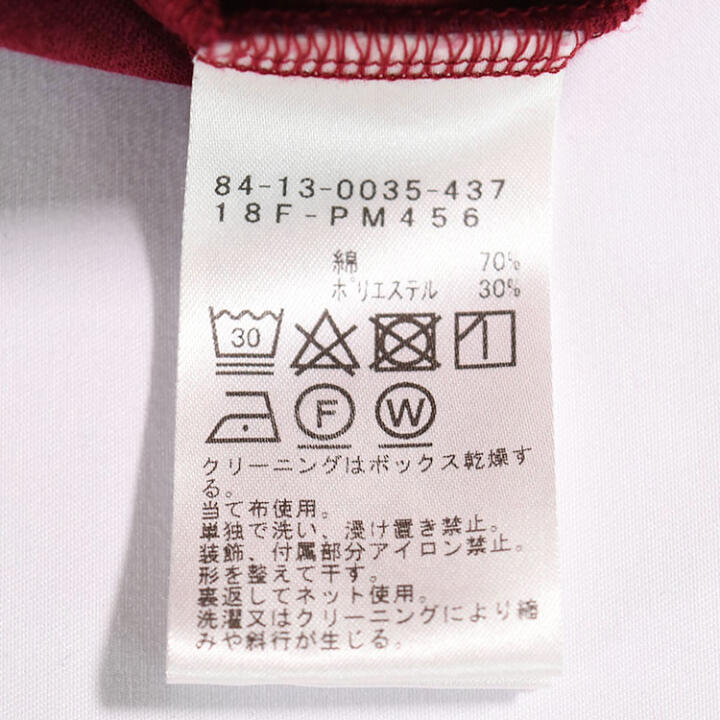 84-13-0035-437
18F-PM456
綿 70%
ポリエステル 30%
30
F W
クリーニングはボックス乾燥す
る。
当て布使用。
単独で洗い、浸け置き禁止。
装飾、付属部分アイロン禁止。
形を整えて干す。
裏返してネット使用。
洗濯又はクリーニングにより縮
みや斜行が生じる。